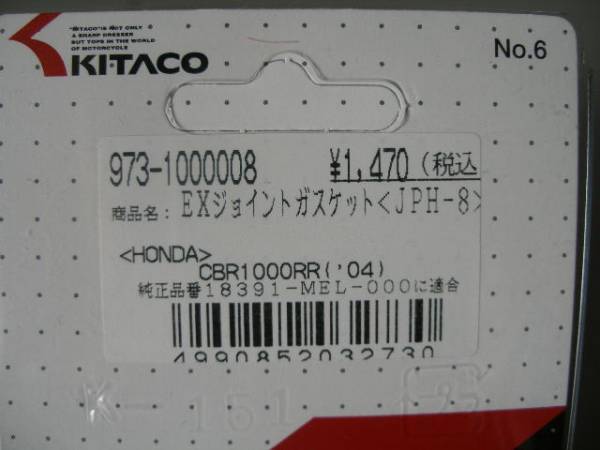 "KITACO" IS NOT ONLY
A SHARP DRESSER
BUT TOPS IN THE WORLD
OF MOTORCYCLE
KITACO
No.6
973-1000008 ¥1,470 (税込
商品名: EXジョイントガスケット<JPH-8>
<HONDA>
CBR1000RR('04)
純正品番18391-MEL-000に適合
4990852032730
K-151